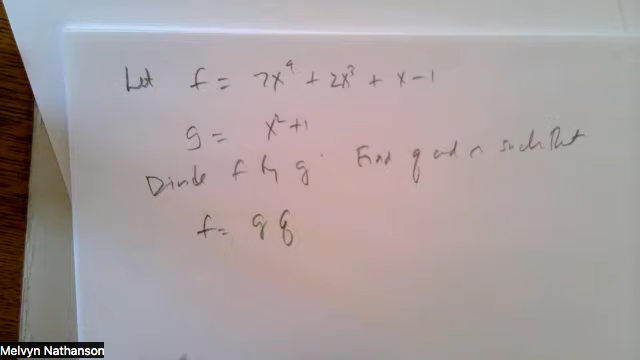 Let f = 7x⁴ + 2x³ + x - 1
g = x² + 1
Divide f by g. Find q and r such that
f = g q
Melvyn Nathanson